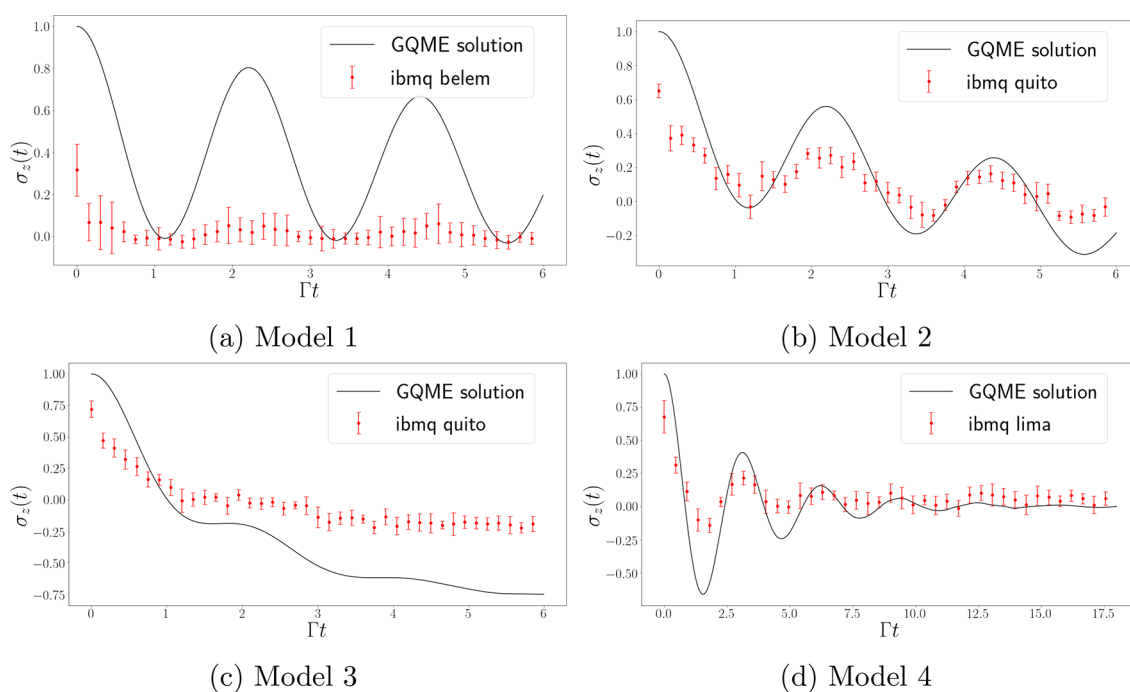 1.0
0.8
0.6
0.4
0.2
0.0
σz(t)
0 1 2 3 4 5 6
Γt
GQME solution
ibmq belem
(a) Model 1
1.0
0.8
0.6
0.4
0.2
0.0
−0.2
σz(t)
0 1 2 3 4 5 6
Γt
GQME solution
ibmq quito
(b) Model 2
1.00
0.75
0.50
0.25
0.00
−0.25
−0.50
−0.75
σz(t)
0 1 2 3 4 5 6
Γt
GQME solution
ibmq quito
(c) Model 3
1.00
0.75
0.50
0.25
0.00
−0.25
−0.50
σz(t)
0.0 2.5 5.0 7.5 10.0 12.5 15.0 17.5
Γt
GQME solution
ibmq lima
(d) Model 4